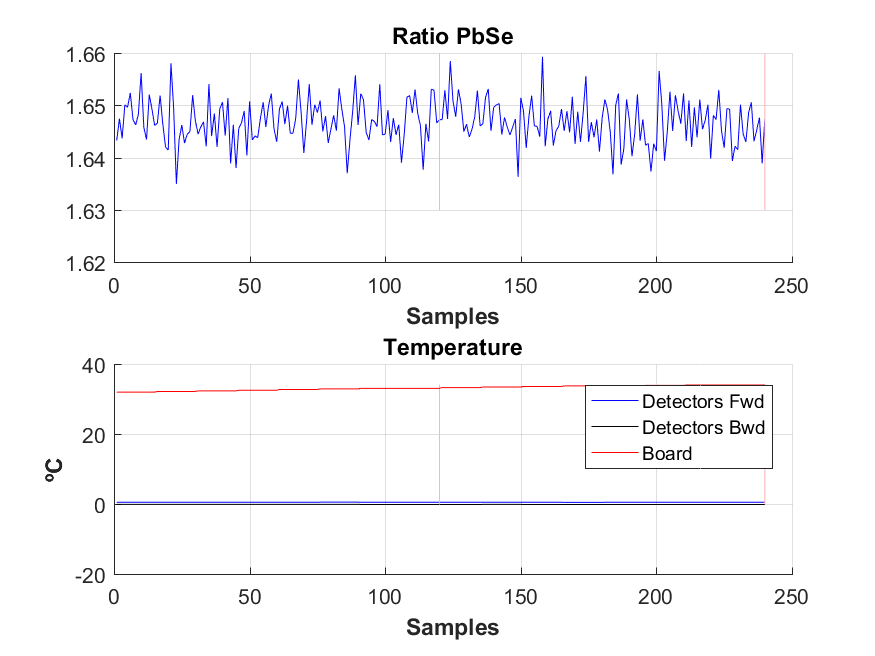 Ratio PbSe
1.66
1.65
1.64
1.63
1.62
0 50 100 150 200 250
Samples
Temperature
ºC
40
20
0
-20
Detectors Fwd
Detectors Bwd
Board
0 50 100 150 200 250
Samples